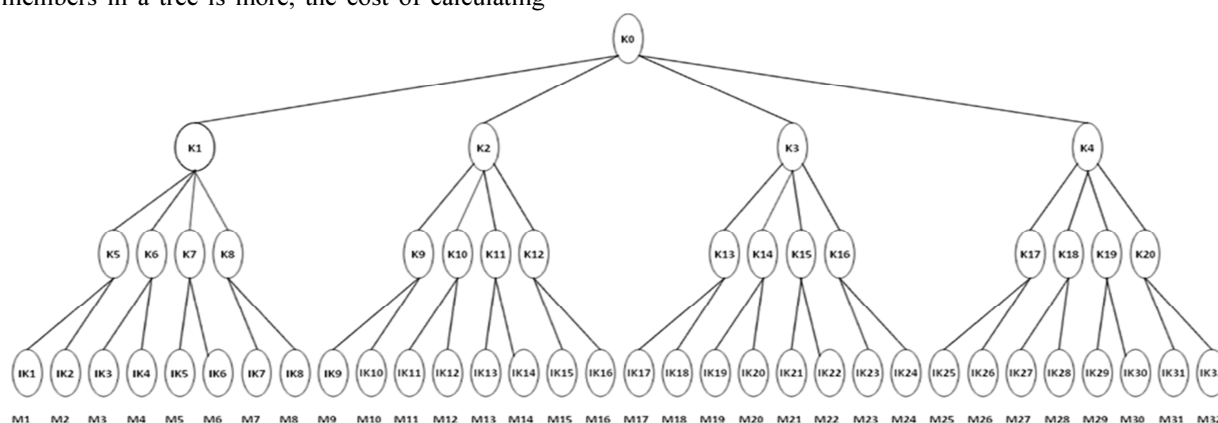 members in a tree is more, the cost of calculating
K0
K1 K2 K3 K4
K5 K6 K7 K8 K9 K10 K11 K12 K13 K14 K15 K16 K17 K18 K19 K20
IK1 IK2 IK3 IK4 IK5 IK6 IK7 IK8 IK9 IK10 IK11 IK12 IK13 IK14 IK15 IK16 IK17 IK18 IK19 IK20 IK21 IK22 IK23 IK24 IK25 IK26 IK27 IK28 IK29 IK30 IK31
M1 M2 M3 M4 M5 M6 M7 M8 M9 M10 M11 M12 M13 M14 M15 M16 M17 M18 M19 M20 M21 M22 M23 M24 M25 M26 M27 M28 M29 M30 M31 M32